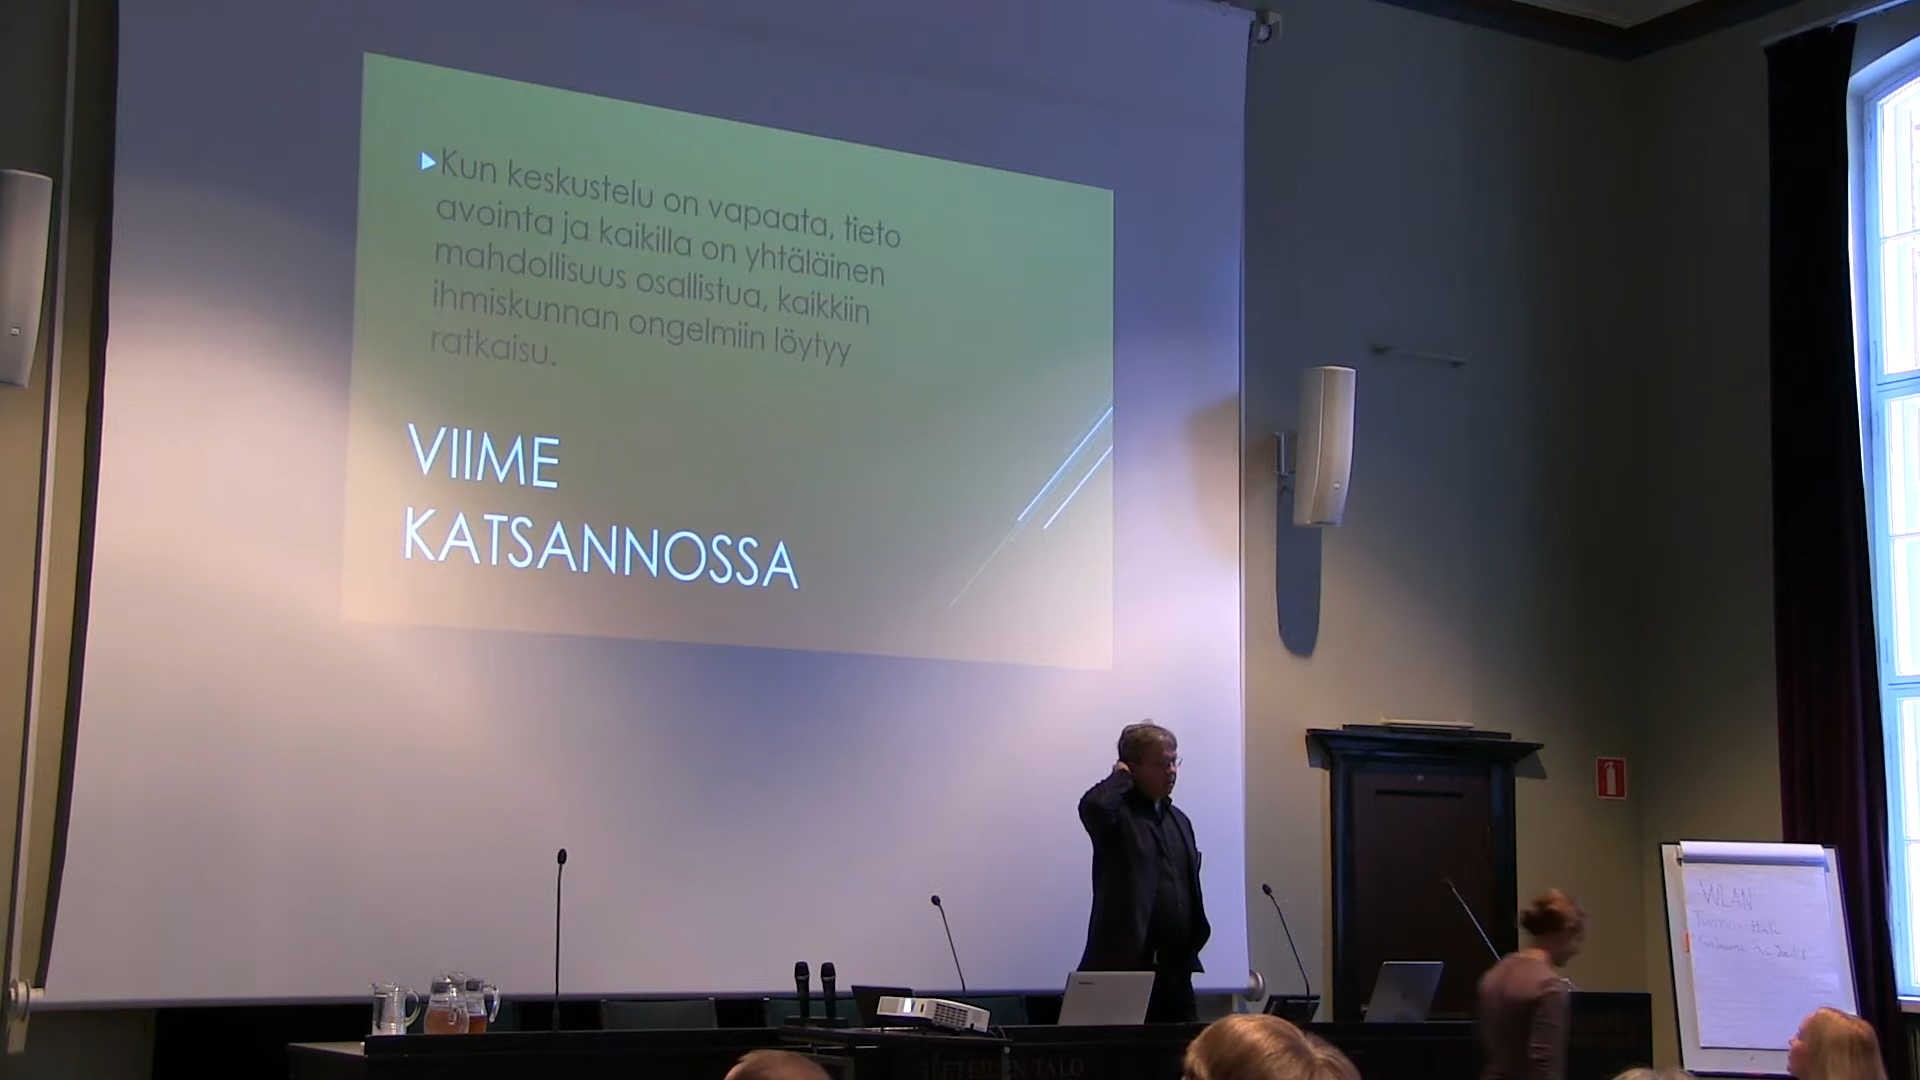 Kun keskustelu on vapaata, tieto
avointa ja kaikilla on yhtäläinen
mahdollisuus osallistua, kaikkiin
ihmiskunnan ongelmiin löytyy
ratkaisu.
VIIME
KATSANNOSSA
WLAN
TALO